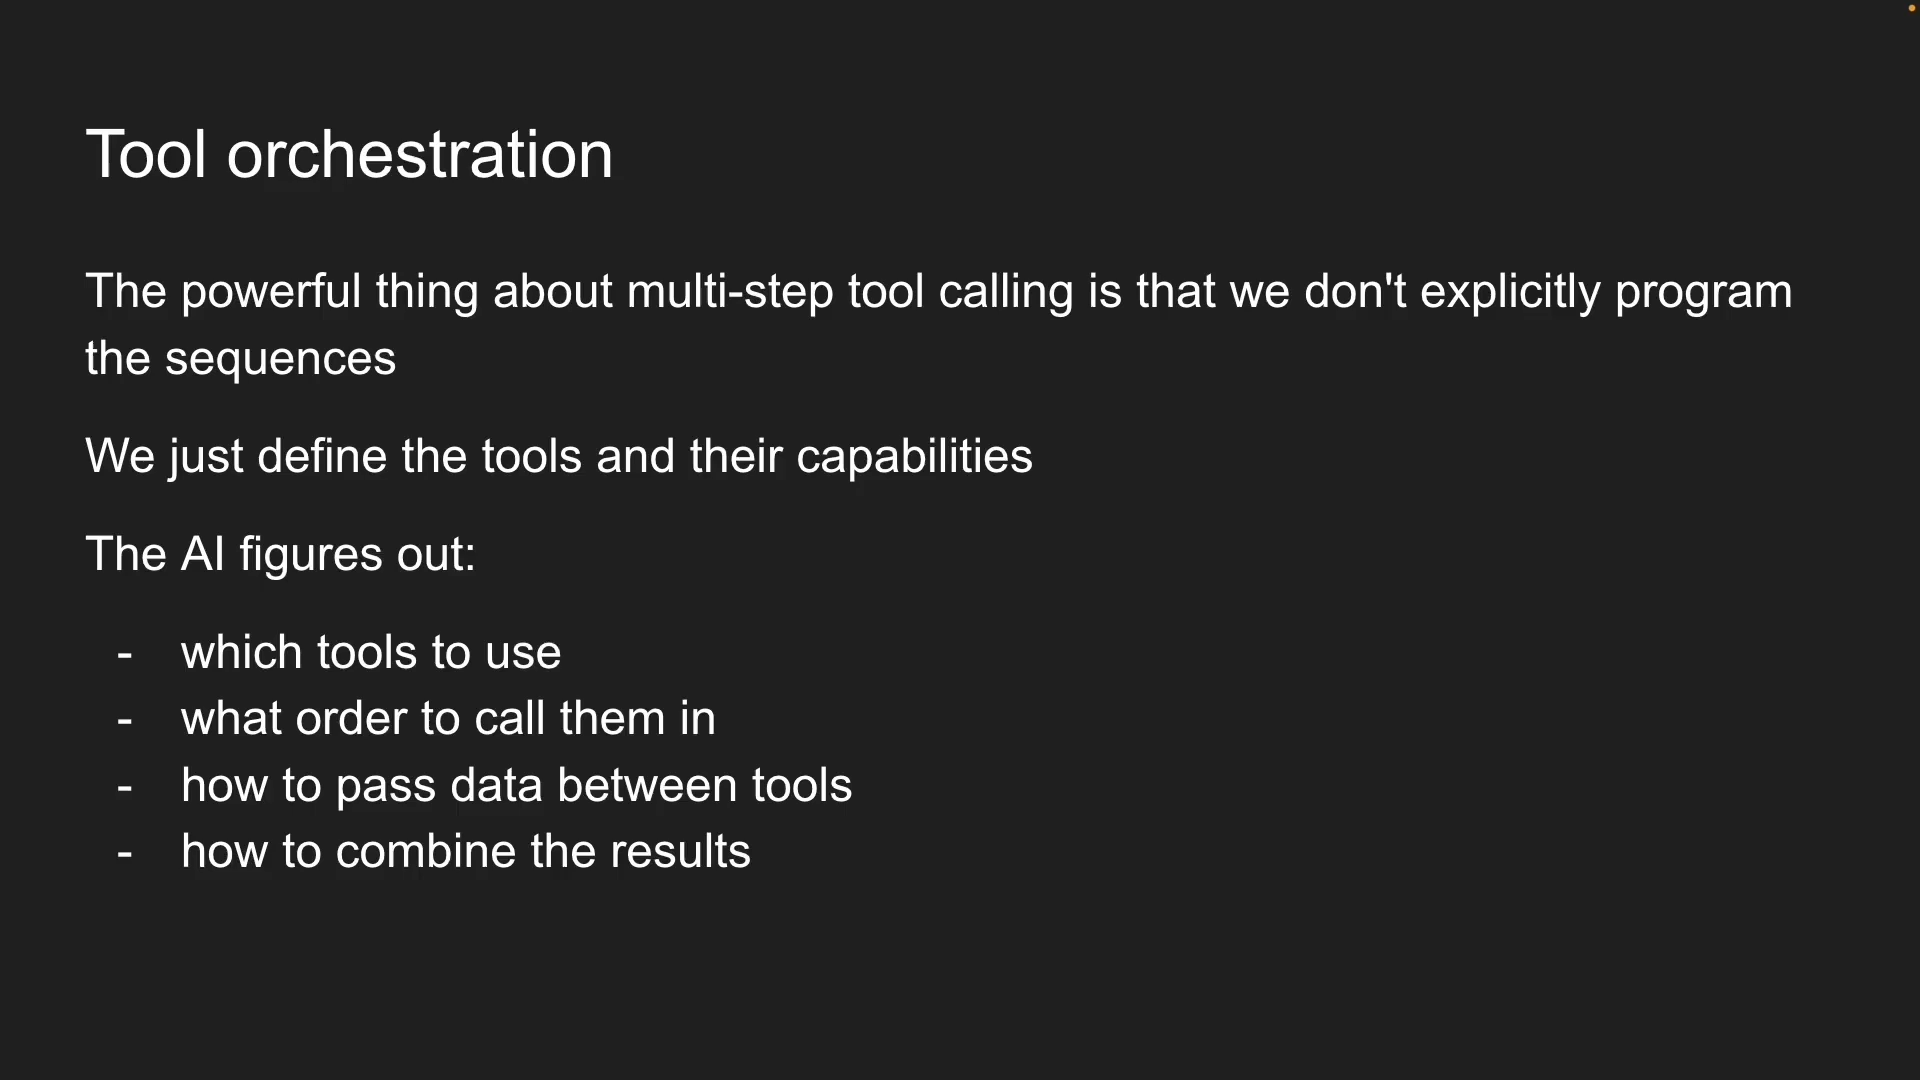 Tool orchestration
The powerful thing about multi-step tool calling is that we don't explicitly program
the sequences
We just define the tools and their capabilities
The AI figures out:
- which tools to use
- what order to call them in
- how to pass data between tools
- how to combine the results